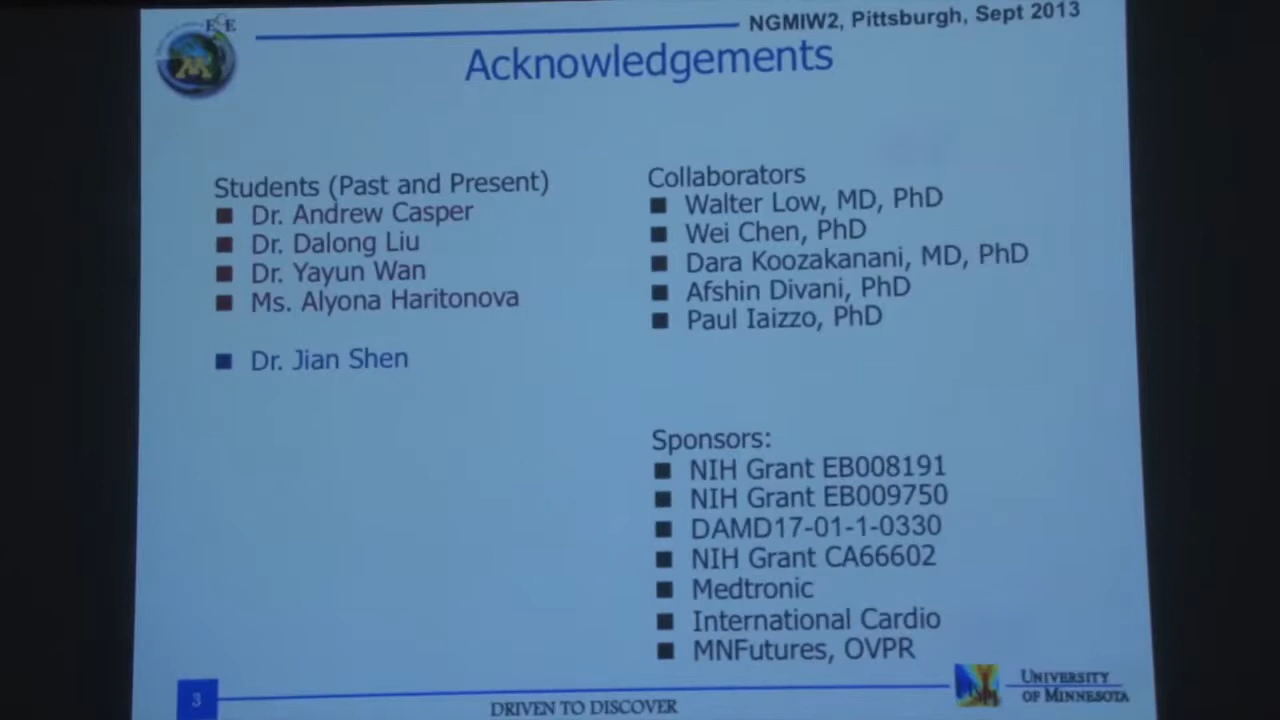 NGMIW2, Pittsburgh, Sept 2013
ECE
Acknowledgements
Students (Past and Present)
Dr. Andrew Casper
Dr. Dalong Liu
Dr. Yayun Wan
Ms. Alyona Haritonova
Dr. Jian Shen
Collaborators
Walter Low, MD, PhD
Wei Chen, PhD
Dara Koozakanani, MD, PhD
Afshin Divani, PhD
Paul Iaizzo, PhD
Sponsors:
NIH Grant EB008191
NIH Grant EB009750
DAMD17-01-1-0330
NIH Grant CA66602
Medtronic
International Cardio
MNFutures, OVPR
3
DRIVEN TO DISCOVER
UNIVERSITY
OF MINNESOTA